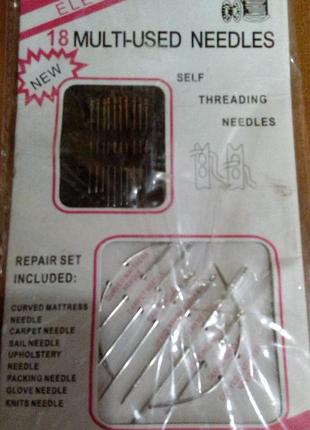 ELE
18 MULTI-USED NEEDLES
NEW
SELF
THREADING
NEEDLES
REPAIR SET
INCLUDED:
CURVED MATTRESS
NEEDLE
CARPET NEEDLE
SAIL NEEDLE
UPHOLSTERY
NEEDLE
PACKING NEEDLE
GLOVE NEEDLE
KNITS NEEDLE